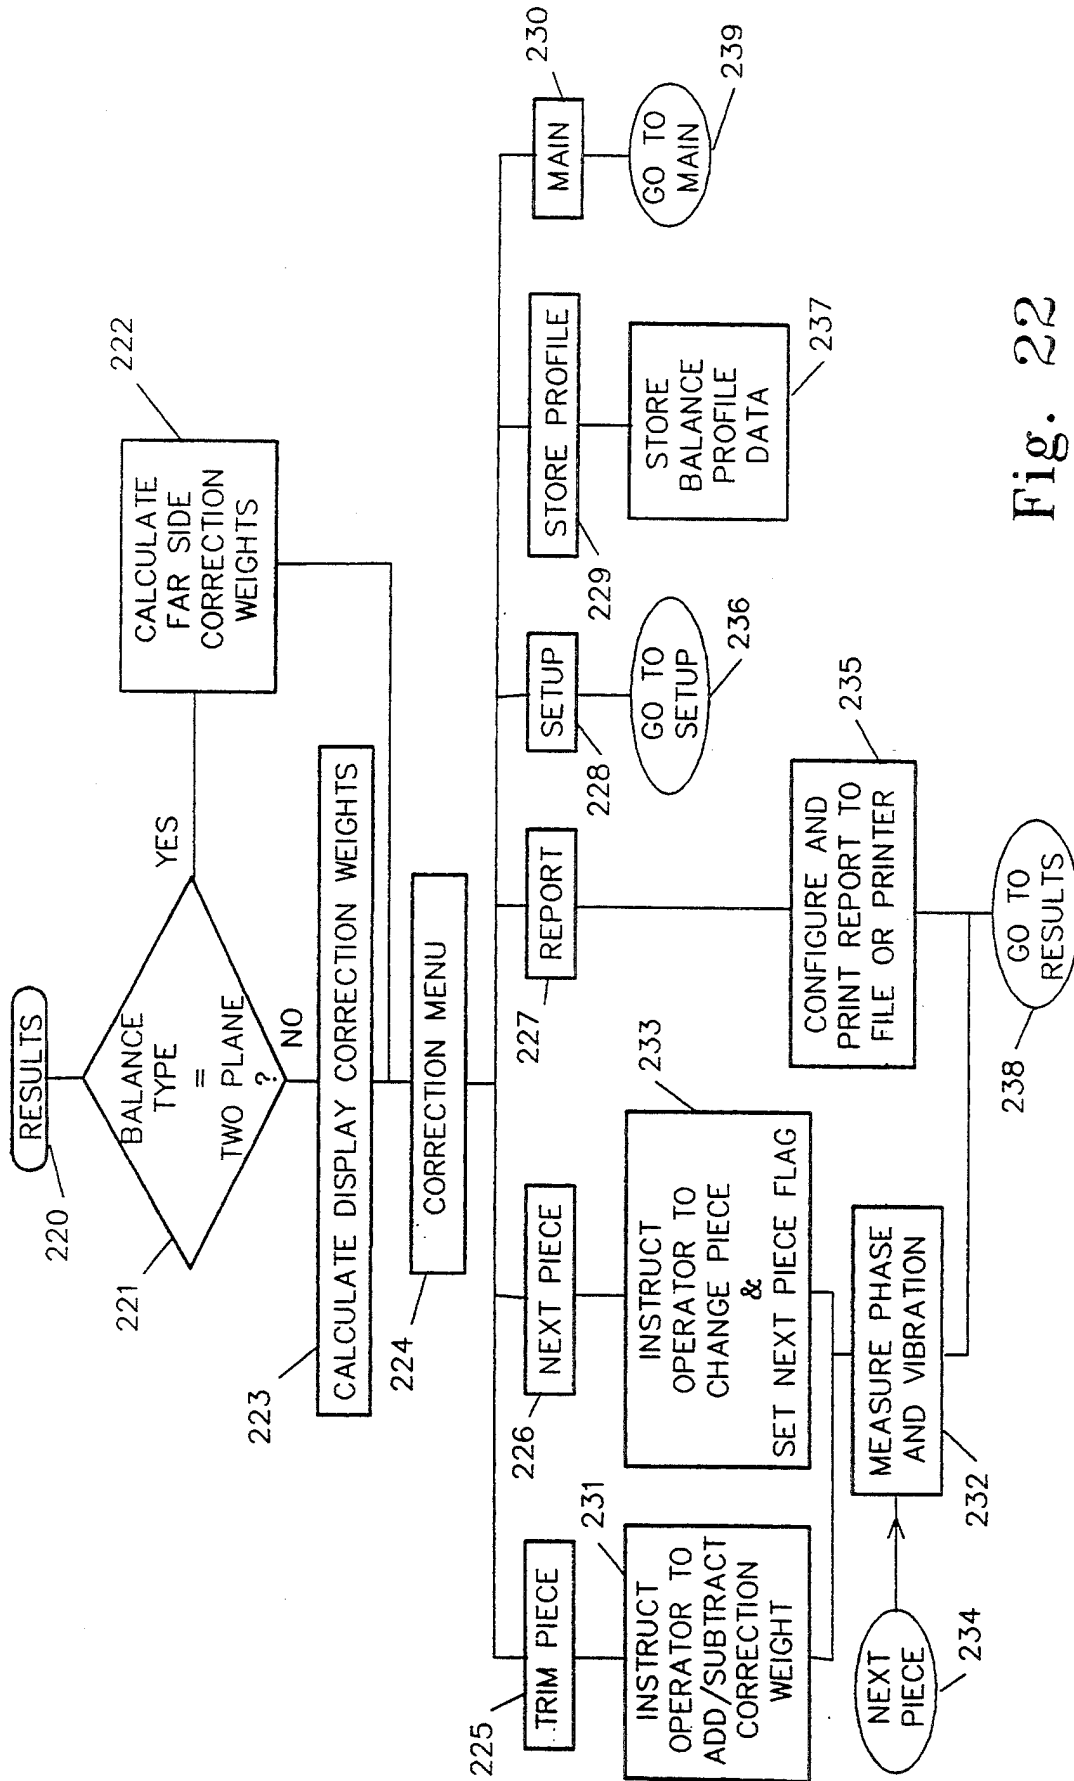 RESULTS
220
BALANCE
TYPE
=
TWO PLANE
?
221
YES
NO
CALCULATE
FAR SIDE
CORRECTION
WEIGHTS
222
CALCULATE DISPLAY CORRECTION WEIGHTS
223
CORRECTION MENU
224
TRIM PIECE
225
NEXT PIECE
226
REPORT
227
SETUP
228
STORE PROFILE
229
MAIN
230
INSTRUCT
OPERATOR TO
ADD/SUBTRACT
CORRECTION
WEIGHT
231
INSTRUCT
OPERATOR TO
CHANGE PIECE
&
SET NEXT PIECE FLAG
233
GO TO
SETUP
236
STORE
BALANCE
PROFILE
DATA
237
GO TO
MAIN
239
CONFIGURE AND
PRINT REPORT TO
FILE OR PRINTER
235
NEXT
PIECE
234
MEASURE PHASE
AND VIBRATION
232
GO TO
RESULTS
238
Fig. 22